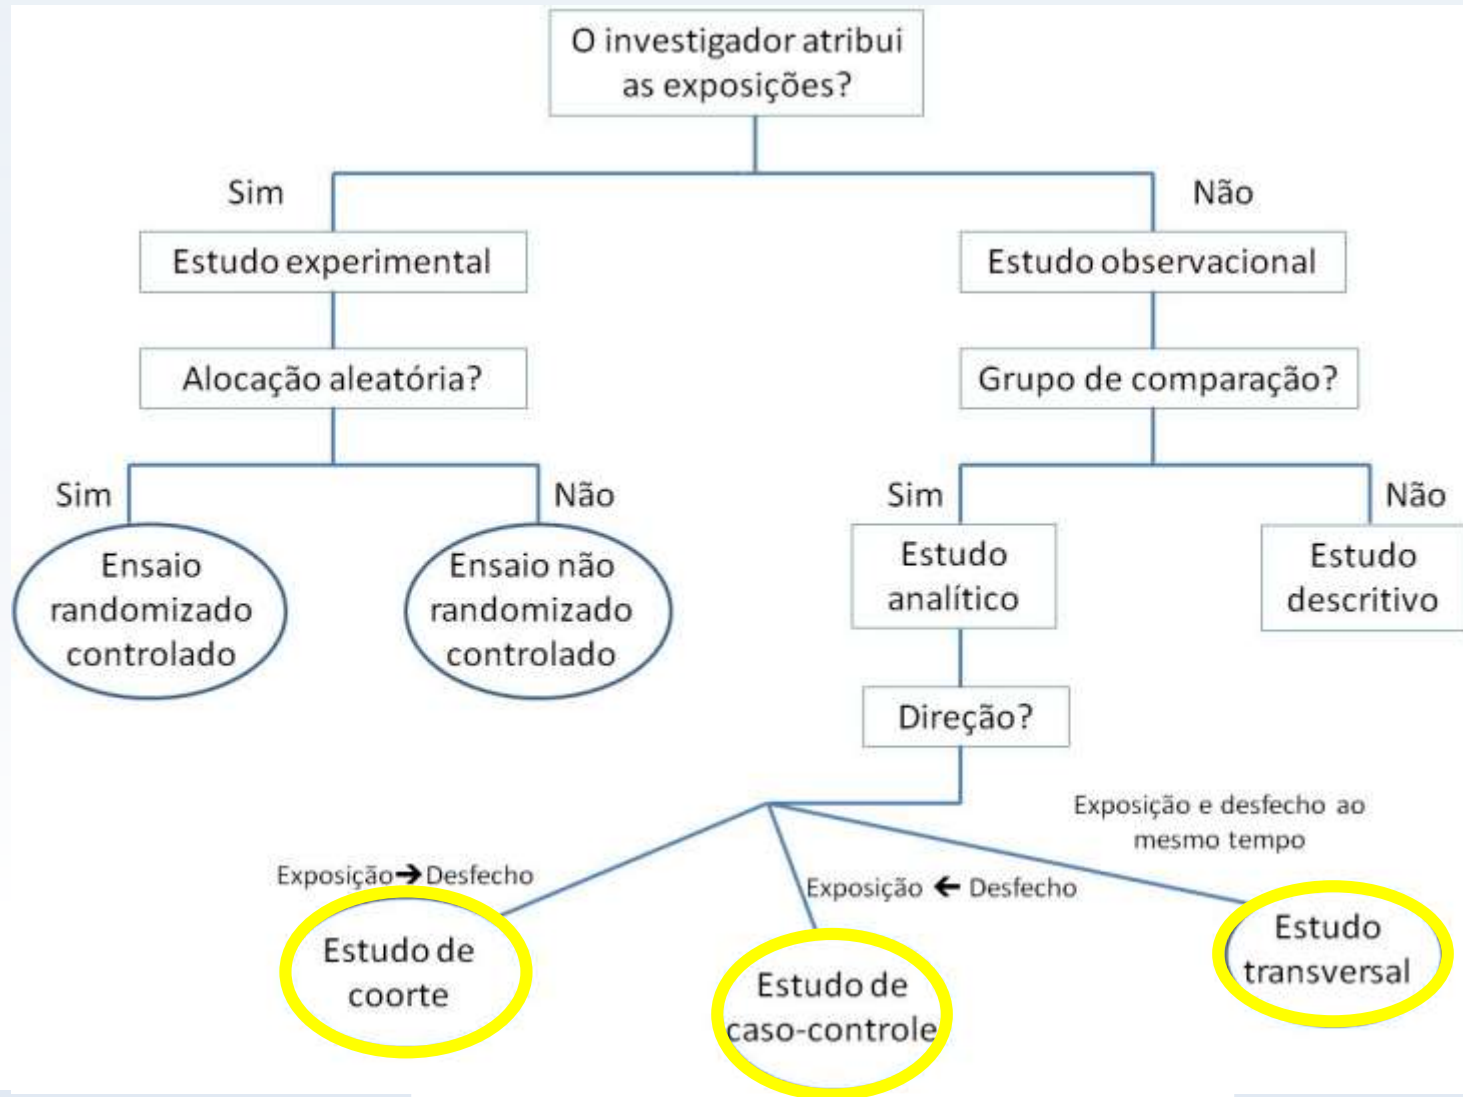 O investigador atribui
as exposições?
Sim
Não
Estudo experimental
Estudo observacional
Alocação aleatória?
Grupo de comparação?
Sim
Não
Sim
Não
Ensaio
randomizado
controlado
Ensaio não
randomizado
controlado
Estudo
analítico
Estudo
descritivo
Direção?
Exposição e desfecho ao
mesmo tempo
Exposição → Desfecho
Exposição ← Desfecho
Estudo de
coorte
Estudo de
caso-controle
Estudo
transversal